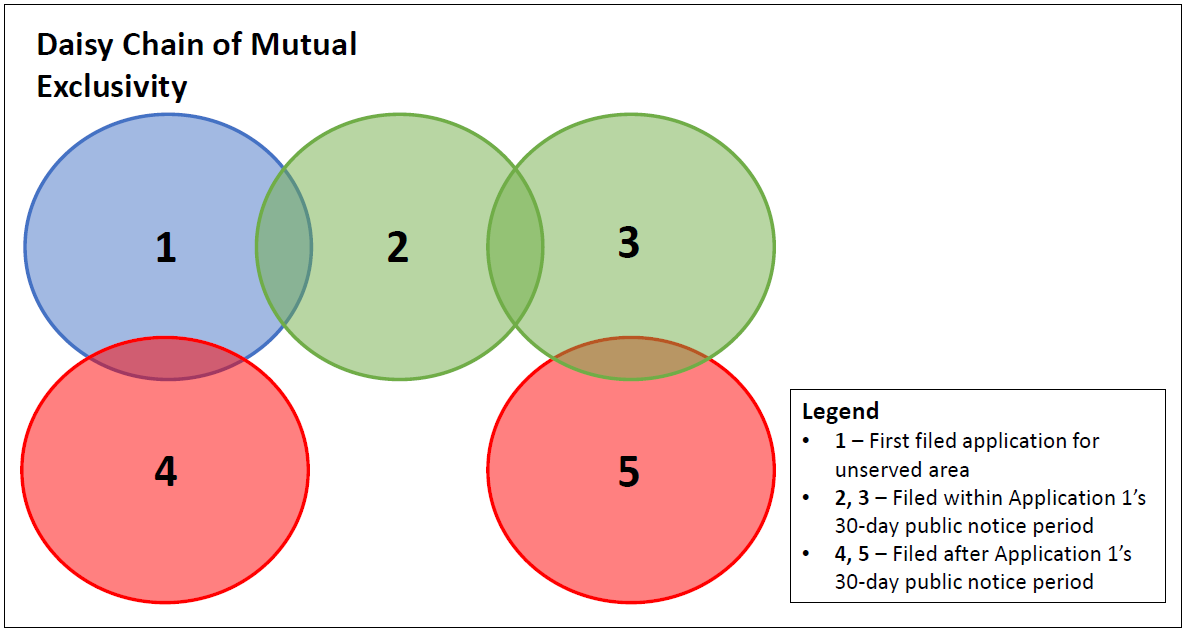 Daisy Chain of Mutual
Exclusivity
1
2
3
4
5
Legend
• 1 – First filed application for
unserved area
• 2, 3 – Filed within Application 1’s
30-day public notice period
• 4, 5 – Filed after Application 1’s
30-day public notice period